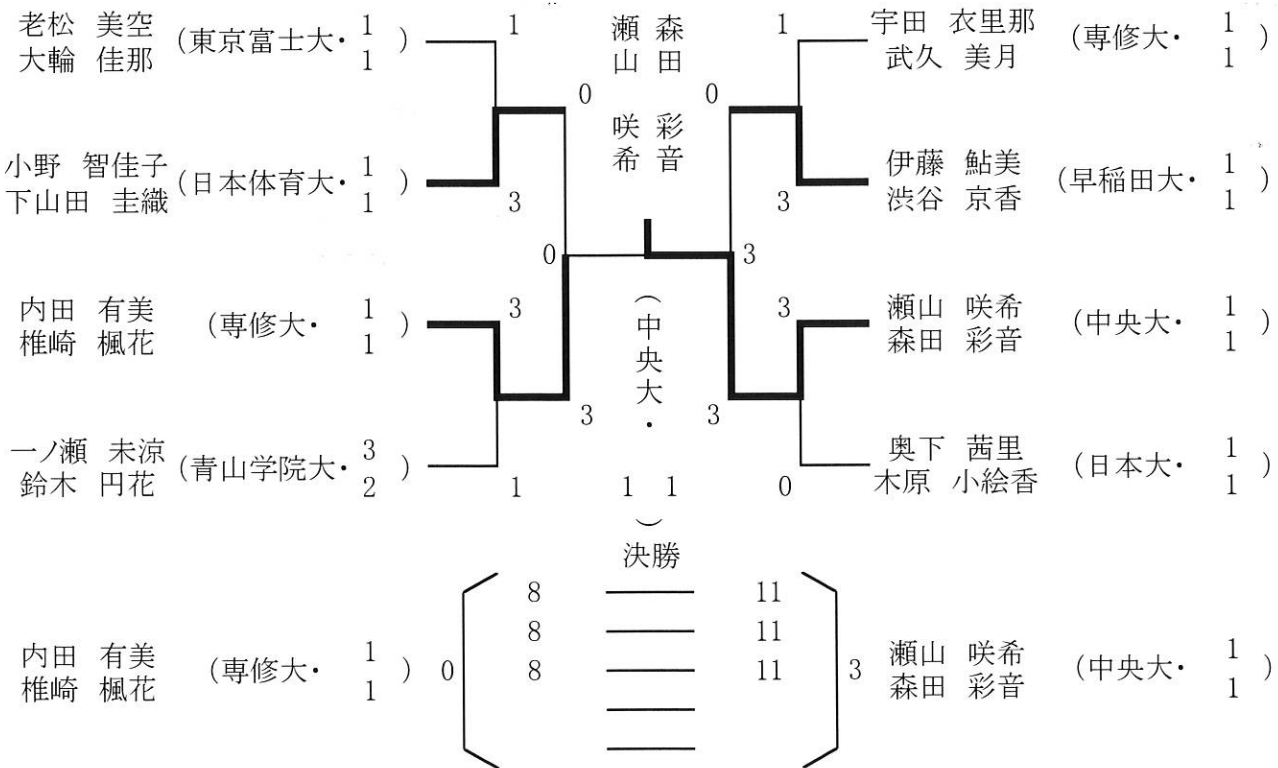 老松 美空
大輪 佳那
(東京富士大・ 1 1 )
1
小野 智佳子
下山田 圭織
(日本体育大・ 1 1 )
3
0
内田 有美
椎崎 楓花
(専修大・ 1 1 )
3
一ノ瀬 未涼
鈴木 円花
(青山学院大・ 3 2 )
1
3
0
瀬山 咲希
森田 彩音
(中央大・ 1 1 )
宇田 衣里那
武久 美月
(専修大・ 1 1 )
1
伊藤 鮎美
渋谷 京香
(早稲田大・ 1 1 )
3
0
瀬山 咲希
森田 彩音
(中央大・ 1 1 )
3
奥下 茜里
木原 小絵香
(日本大・ 1 1 )
0
3
3
決勝
内田 有美
椎崎 楓花
(専修大・ 1 1 )
0
8 — 11
8 — 11
8 — 11
3
瀬山 咲希
森田 彩音
(中央大・ 1 1 )